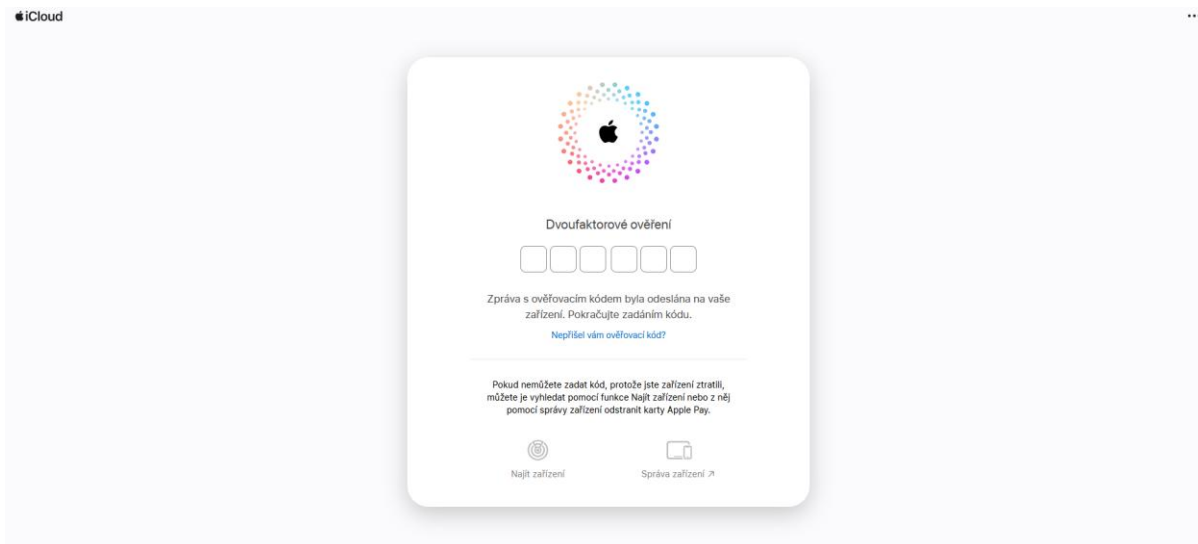 iCloud
Dvoufaktorové ověření
Zpráva s ověřovacím kódem byla odeslána na vaše
zařízení. Pokračujte zadáním kódu.
Nepřišel vám ověřovací kód?
Pokud nemůžete zadat kód, protože jste zařízení ztratili,
můžete je vyhledat pomocí funkce Najít zařízení nebo z něj
pomocí správy zařízení odstranit karty Apple Pay.
Najít zařízení
Správa zařízení ↗